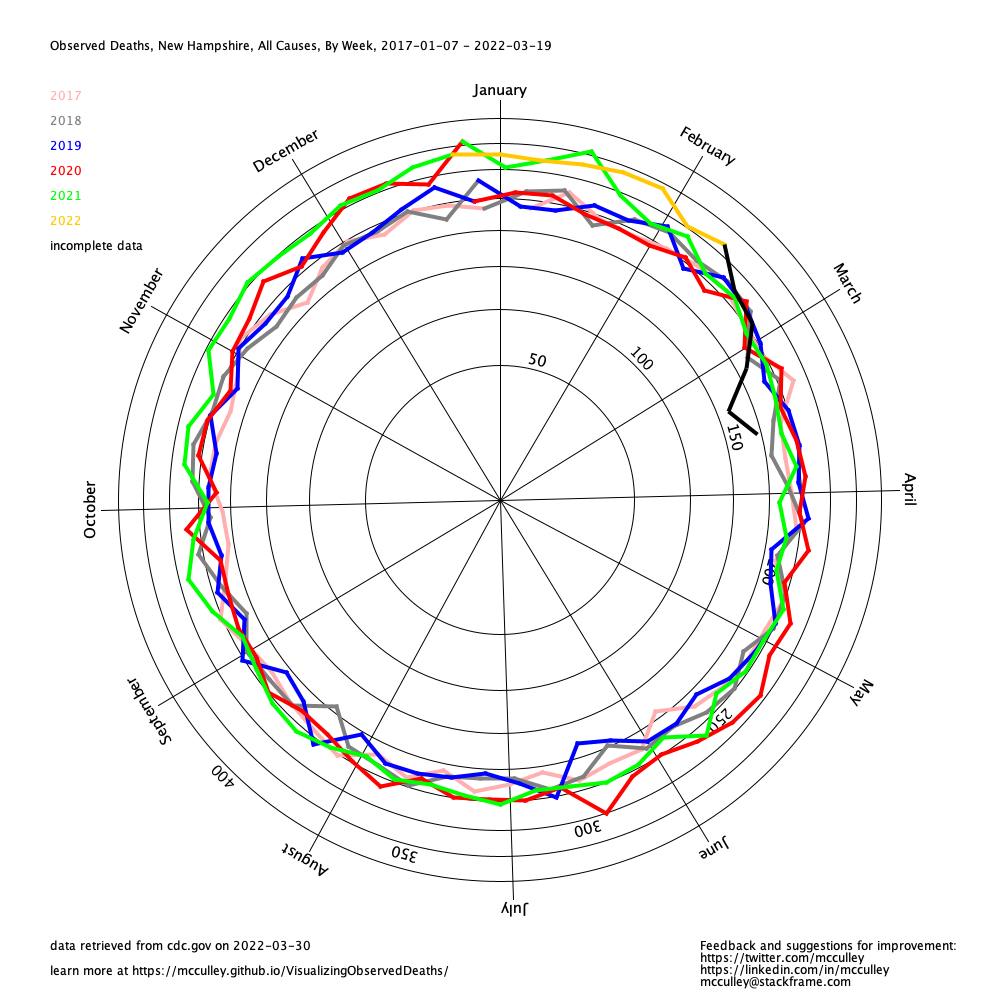 Observed Deaths, New Hampshire, All Causes, By Week, 2017-01-07 - 2022-03-19
2017
2018
2019
2020
2021
2022
incomplete data
January
February
March
April
May
June
July
August
September
October
November
December
50
100
150
200
250
300
350
400
data retrieved from cdc.gov on 2022-03-30
learn more at https://mcculley.github.io/VisualizingObservedDeaths/
Feedback and suggestions for improvement:
https://twitter.com/mcculley
https://linkedin.com/in/mcculley
mcculley@stackframe.com